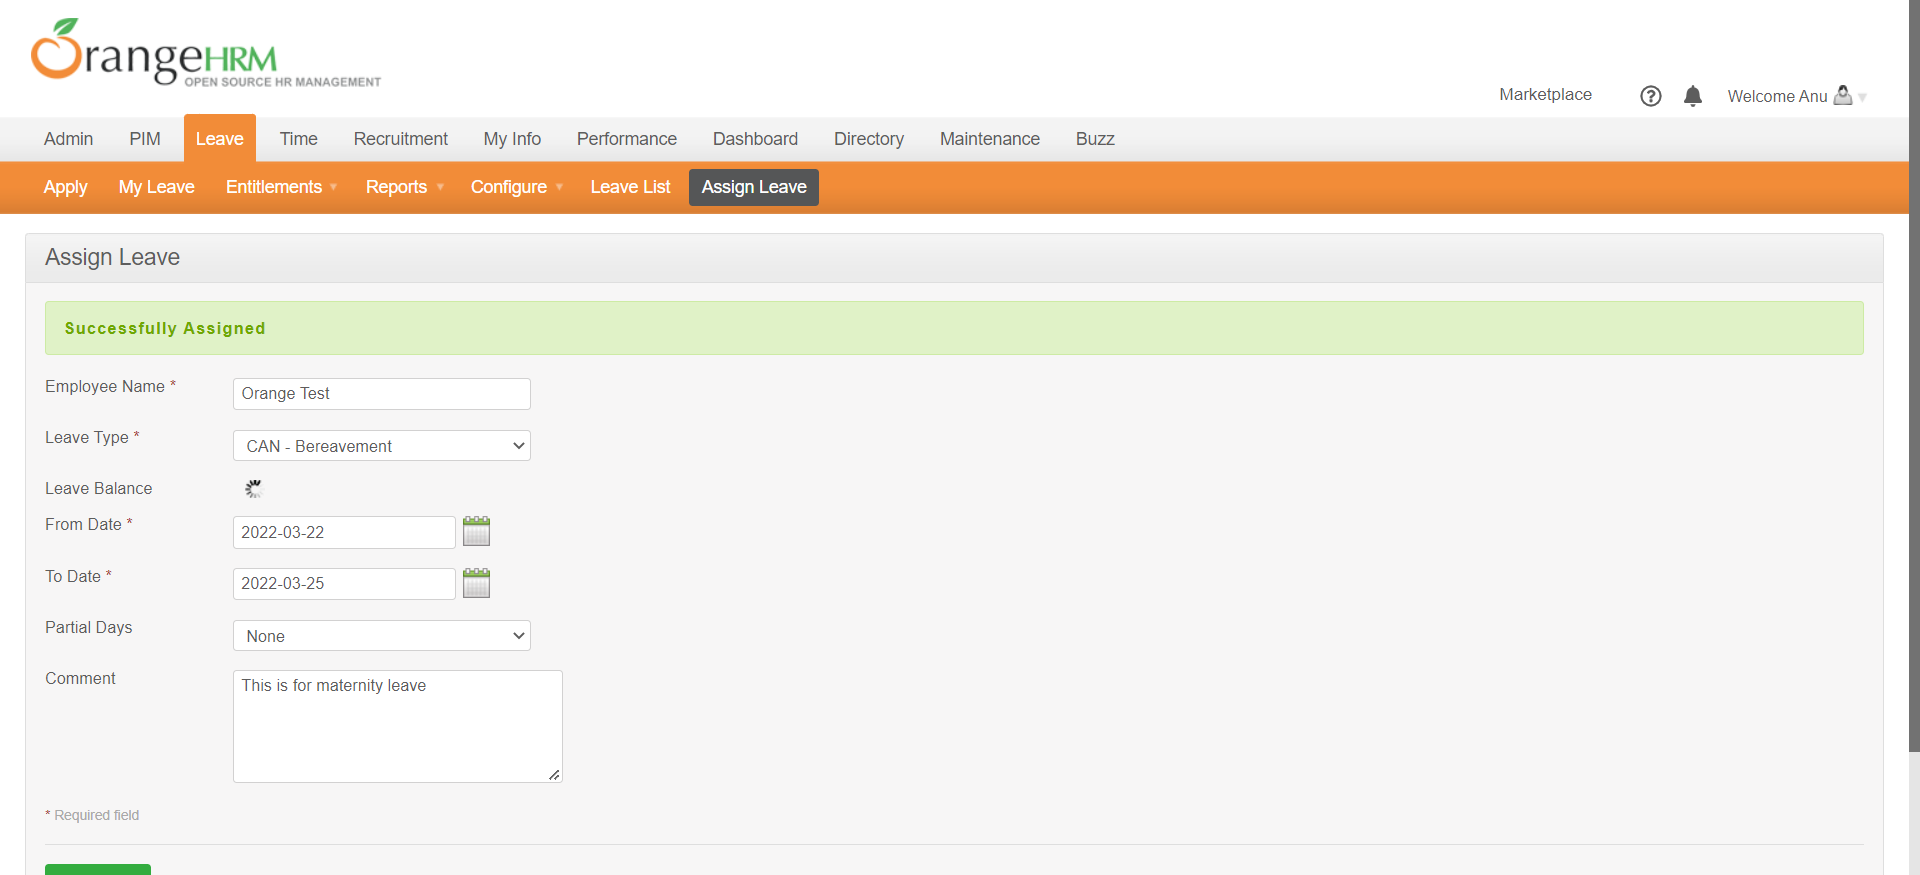 OrangeHRM
OPEN SOURCE HR MANAGEMENT
Marketplace
Welcome Anu
Admin PIM Leave Time Recruitment My Info Performance Dashboard Directory Maintenance Buzz
Apply My Leave Entitlements Reports Configure Leave List Assign Leave
Assign Leave
Successfully Assigned
Employee Name * Orange Test
Leave Type * CAN - Bereavement
Leave Balance
From Date * 2022-03-22
To Date * 2022-03-25
Partial Days None
Comment This is for maternity leave
* Required field